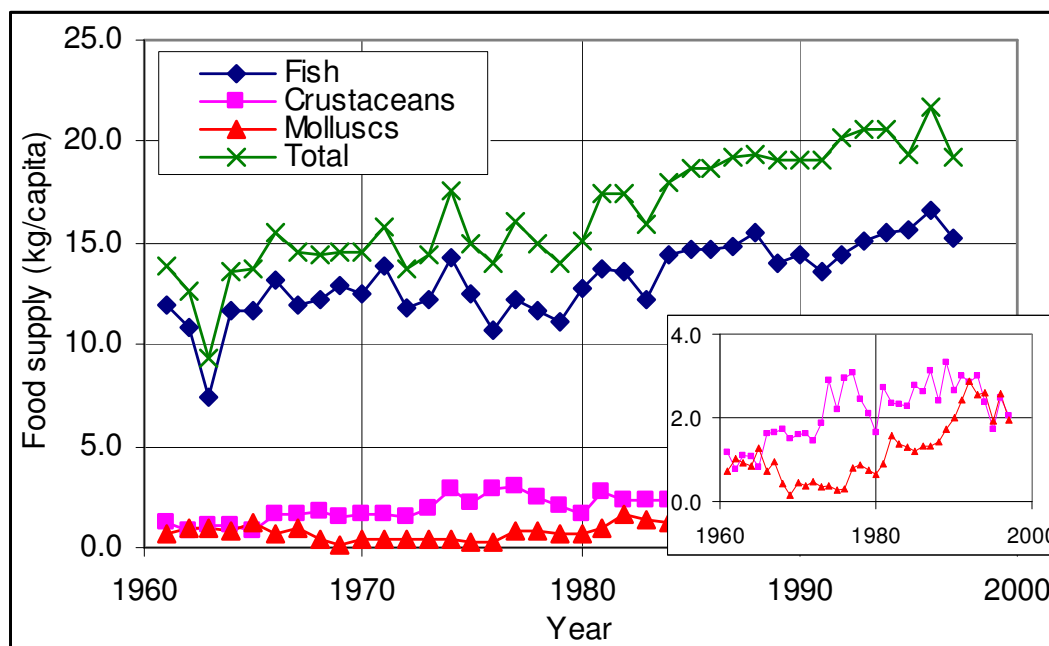 25.0
20.0
15.0
10.0
5.0
0.0
Food supply (kg/capita)
Fish
Crustaceans
Molluscs
Total
4.0
2.0
0.0
1960 1980 2000
1960 1970 1980 1990 2000
Year